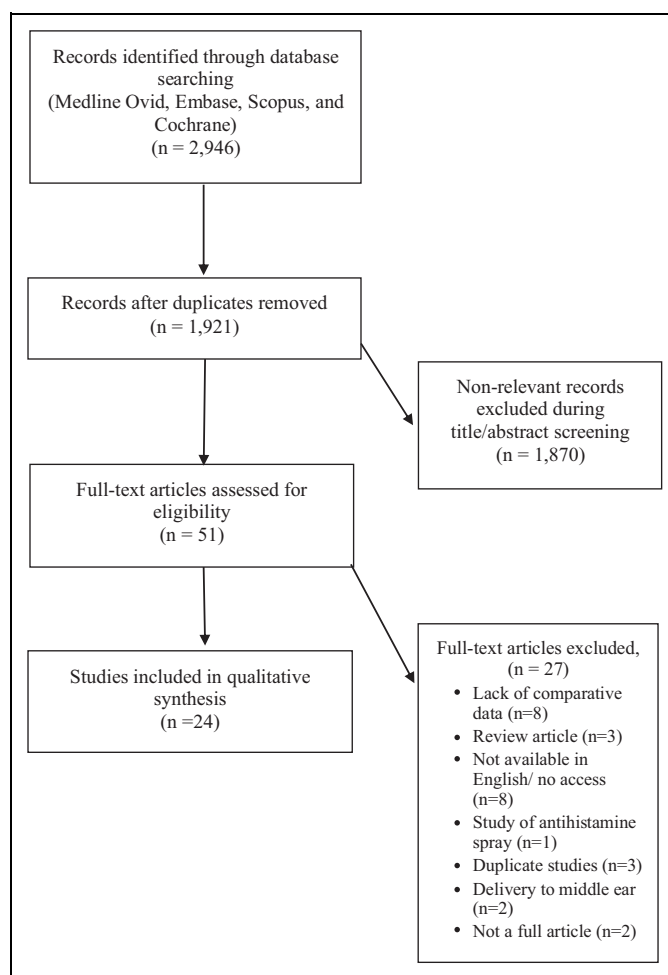 Records identified through database
searching
(Medline Ovid, Embase, Scopus, and
Cochrane)
(n = 2,946)
Records after duplicates removed
(n = 1,921)
Non-relevant records
excluded during
title/abstract screening
(n = 1,870)
Full-text articles assessed for
eligibility
(n = 51)
Full-text articles excluded,
(n = 27)
• Lack of comparative
data (n=8)
• Review article (n=3)
• Not available in
English/ no access
(n=8)
• Study of antihistamine
spray (n=1)
• Duplicate studies (n=3)
• Delivery to middle ear
(n=2)
• Not a full article (n=2)
Studies included in qualitative
synthesis
(n =24)